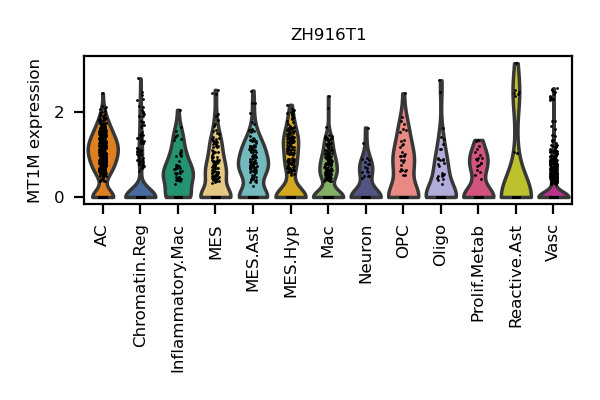 ZH916T1
MT1M expression
2
0
AC
Chromatin.Reg
Inflammatory.Mac
MES
MES.Ast
MES.Hyp
Mac
Neuron
OPC
Oligo
Prolif.Metab
Reactive.Ast
Vasc